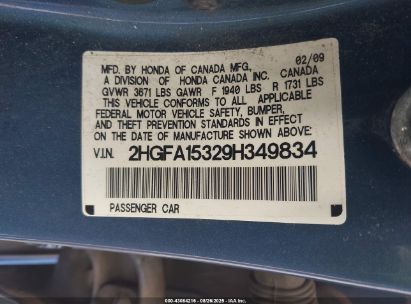 MFD. BY HONDA OF CANADA MFG. 02/09
A DIVISION OF HONDA CANADA INC. CANADA
GVWR 3671 LBS GAWR F 1940 LBS R 1731 LBS
THIS VEHICLE CONFORMS TO ALL APPLICABLE
FEDERAL MOTOR VEHICLE SAFETY, BUMPER,
AND THEFT PREVENTION STANDARDS IN EFFECT
ON THE DATE OF MANUFACTURE SHOWN ABOVE.
V.I.N. 2HGFA15329H349834
PASSENGER CAR